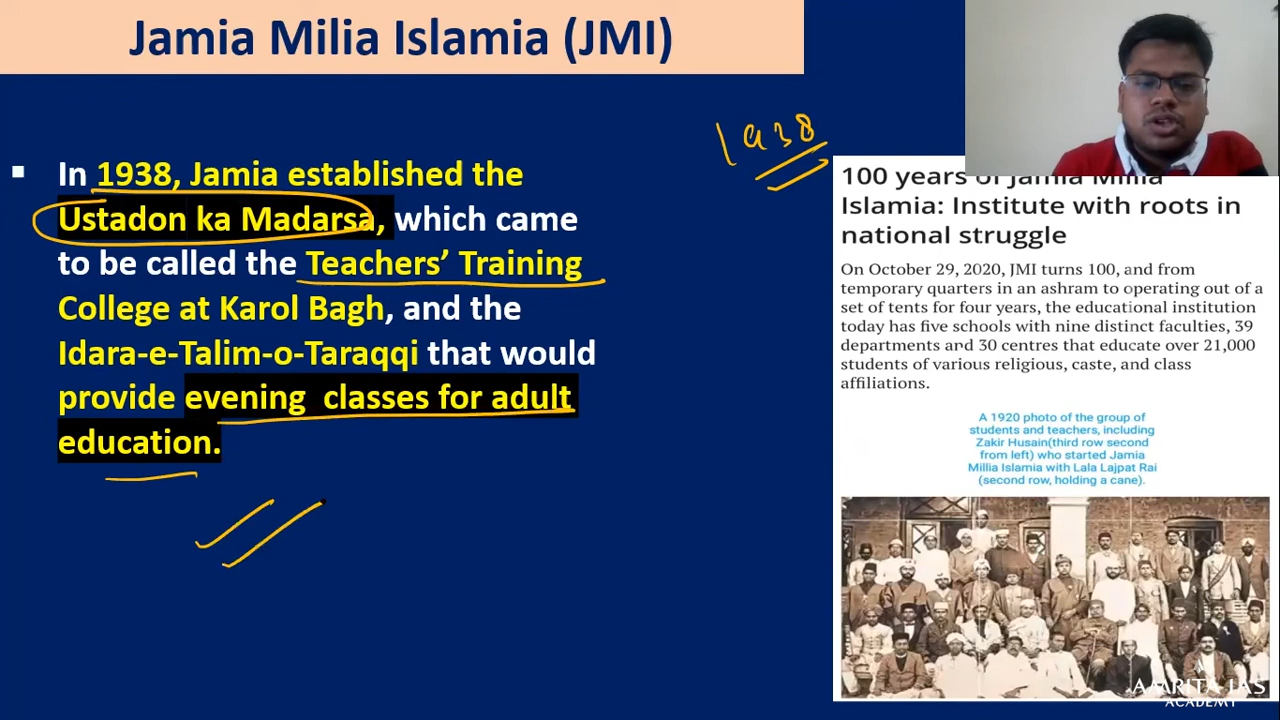 Jamia Milia Islamia (JMI)
▪ In 1938, Jamia established the
Ustadon ka Madarsa, which came
to be called the Teachers’ Training
College at Karol Bagh, and the
Idara-e-Talim-o-Taraqqi that would
provide evening classes for adult
education.
1938
100 years of Jamia Millia
Islamia: Institute with roots in
national struggle
On October 29, 2020, JMI turns 100, and from
temporary quarters in an ashram to operating out of a
set of tents for four years, the educational institution
today has five schools with nine distinct faculties, 39
departments and 30 centres that educate over 21,000
students of various religious, caste, and class
affiliations.
A 1920 photo of the group of
students and teachers, including
Zakir Husain(third row second
from left) who started Jamia
Millia Islamia with Lala Lajpat Rai
(second row, holding a cane).
AMRITA IAS
ACADEMY